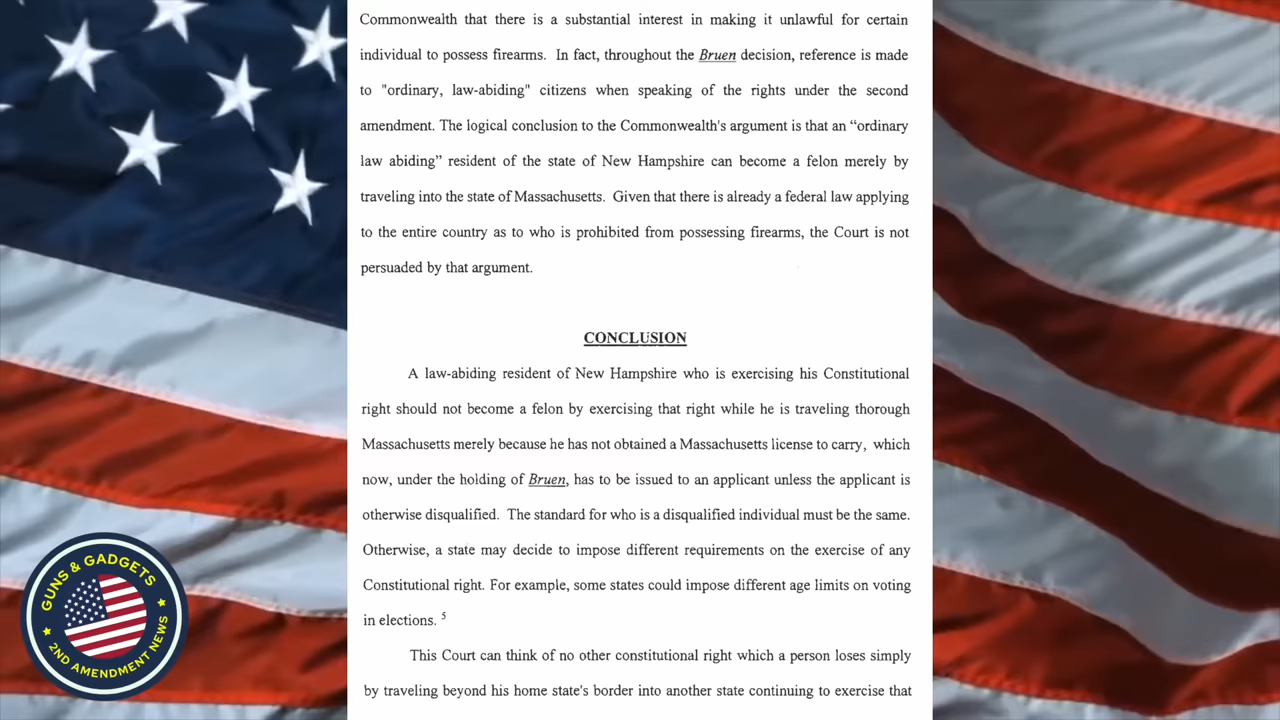 Commonwealth that there is a substantial interest in making it unlawful for certain
individual to possess firearms. In fact, throughout the Bruen decision, reference is made
to "ordinary, law-abiding" citizens when speaking of the rights under the second
amendment. The logical conclusion to the Commonwealth's argument is that an “ordinary
law abiding” resident of the state of New Hampshire can become a felon merely by
traveling into the state of Massachusetts. Given that there is already a federal law applying
to the entire country as to who is prohibited from possessing firearms, the Court is not
persuaded by that argument.
CONCLUSION
A law-abiding resident of New Hampshire who is exercising his Constitutional
right should not become a felon by exercising that right while he is traveling thorough
Massachusetts merely because he has not obtained a Massachusetts license to carry, which
now, under the holding of Bruen, has to be issued to an applicant unless the applicant is
otherwise disqualified. The standard for who is a disqualified individual must be the same.
Otherwise, a state may decide to impose different requirements on the exercise of any
Constitutional right. For example, some states could impose different age limits on voting
in elections. 5
This Court can think of no other constitutional right which a person loses simply
by traveling beyond his home state's border into another state continuing to exercise that
GUNS & GADGETS
2ND AMENDMENT NEWS